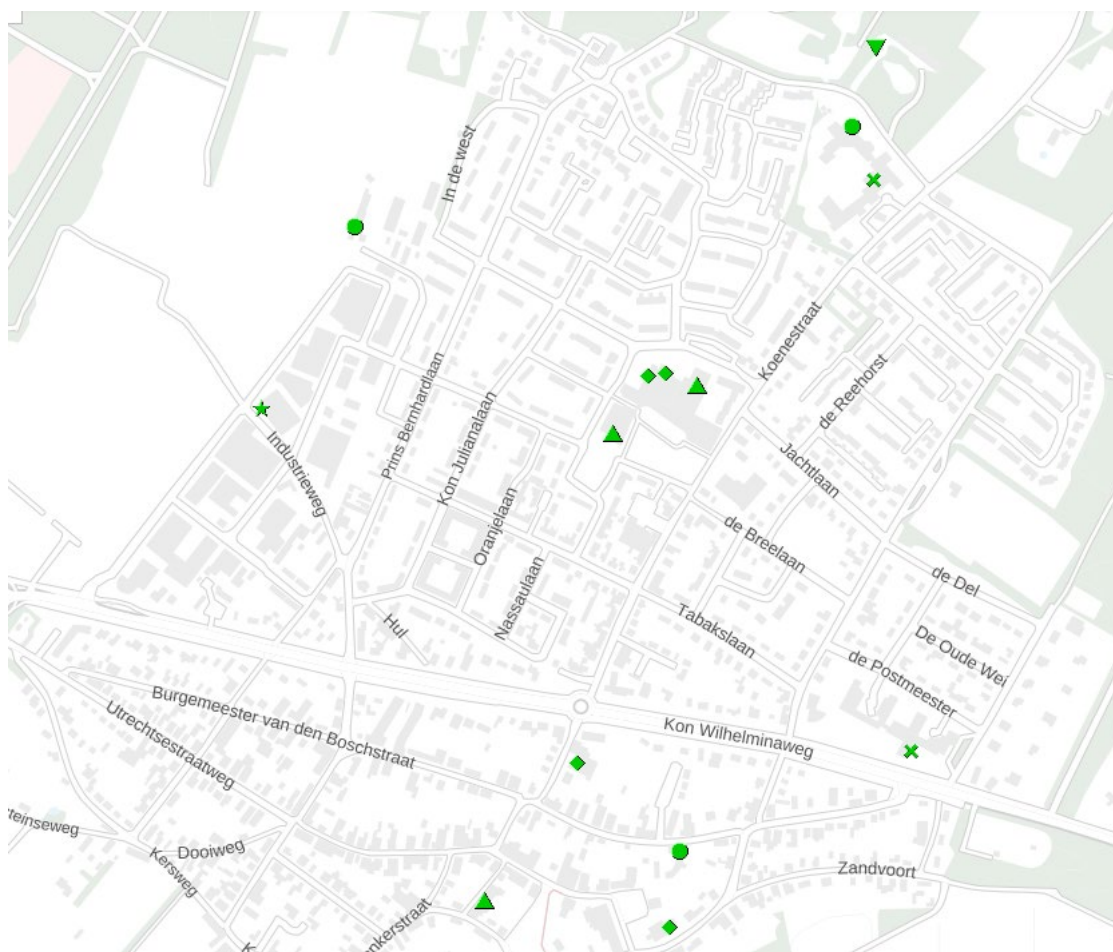 In de west
Koenestraat
de Reehorst
Prins Bernhardlaan
Kon Julianalaan
Industrieweg
Jachtlaan
Oranjelaan
de Breelaan
Nassaulaan
de Del
Hul
Tabakslaan
De Oude Wei
de Postmeester
Burgemeester van den Boschstraat
Utrechtsestraatweg
Kon Wilhelminaweg
teinseweg
Dooiweg
Kersweg
Zandvoort
nkerstraat